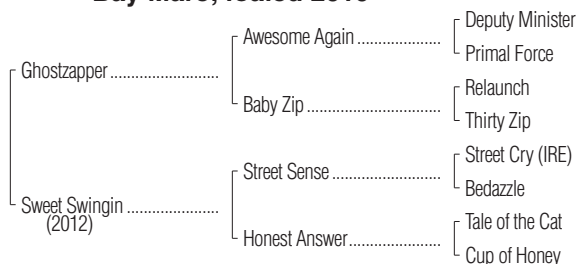 Bay Mare; foaled 2018
Deputy Minister
Awesome Again
Primal Force
Ghostzapper
Relaunch
Baby Zip
Thirty Zip
Street Cry (IRE)
Street Sense
Bedazzle
Sweet Swingin
(2012)
Tale of the Cat
Honest Answer
Cup of Honey